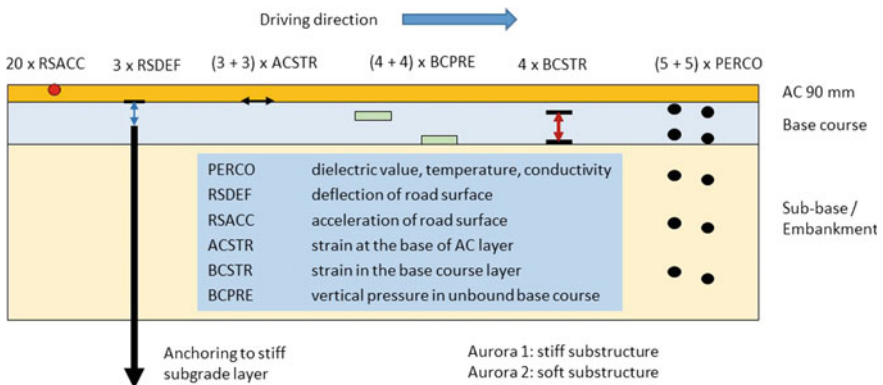 Driving direction
20 x RSACC
3 x RSDEF
(3 + 3) x ACSTR
(4 + 4) x BCPRE
4 x BCSTR
(5 + 5) x PERCO
AC 90 mm
Base course
PERCO dielectric value, temperature, conductivity
RSDEF deflection of road surface
RSACC acceleration of road surface
ACSTR strain at the base of AC layer
BCSTR strain in the base course layer
BCPRE vertical pressure in unbound base course
Sub-base /
Embankment
Anchoring to stiff
subgrade layer
Aurora 1: stiff substructure
Aurora 2: soft substructure